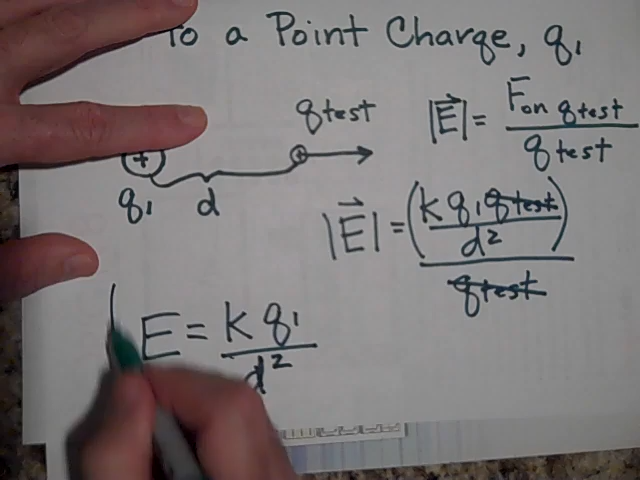 To a Point Charge, q₁
q test
|E⃗| = F on q test / q test
+ +
q₁ d
|E⃗| = (k q₁ q test / d²) / q test
E = k q₁ / d²